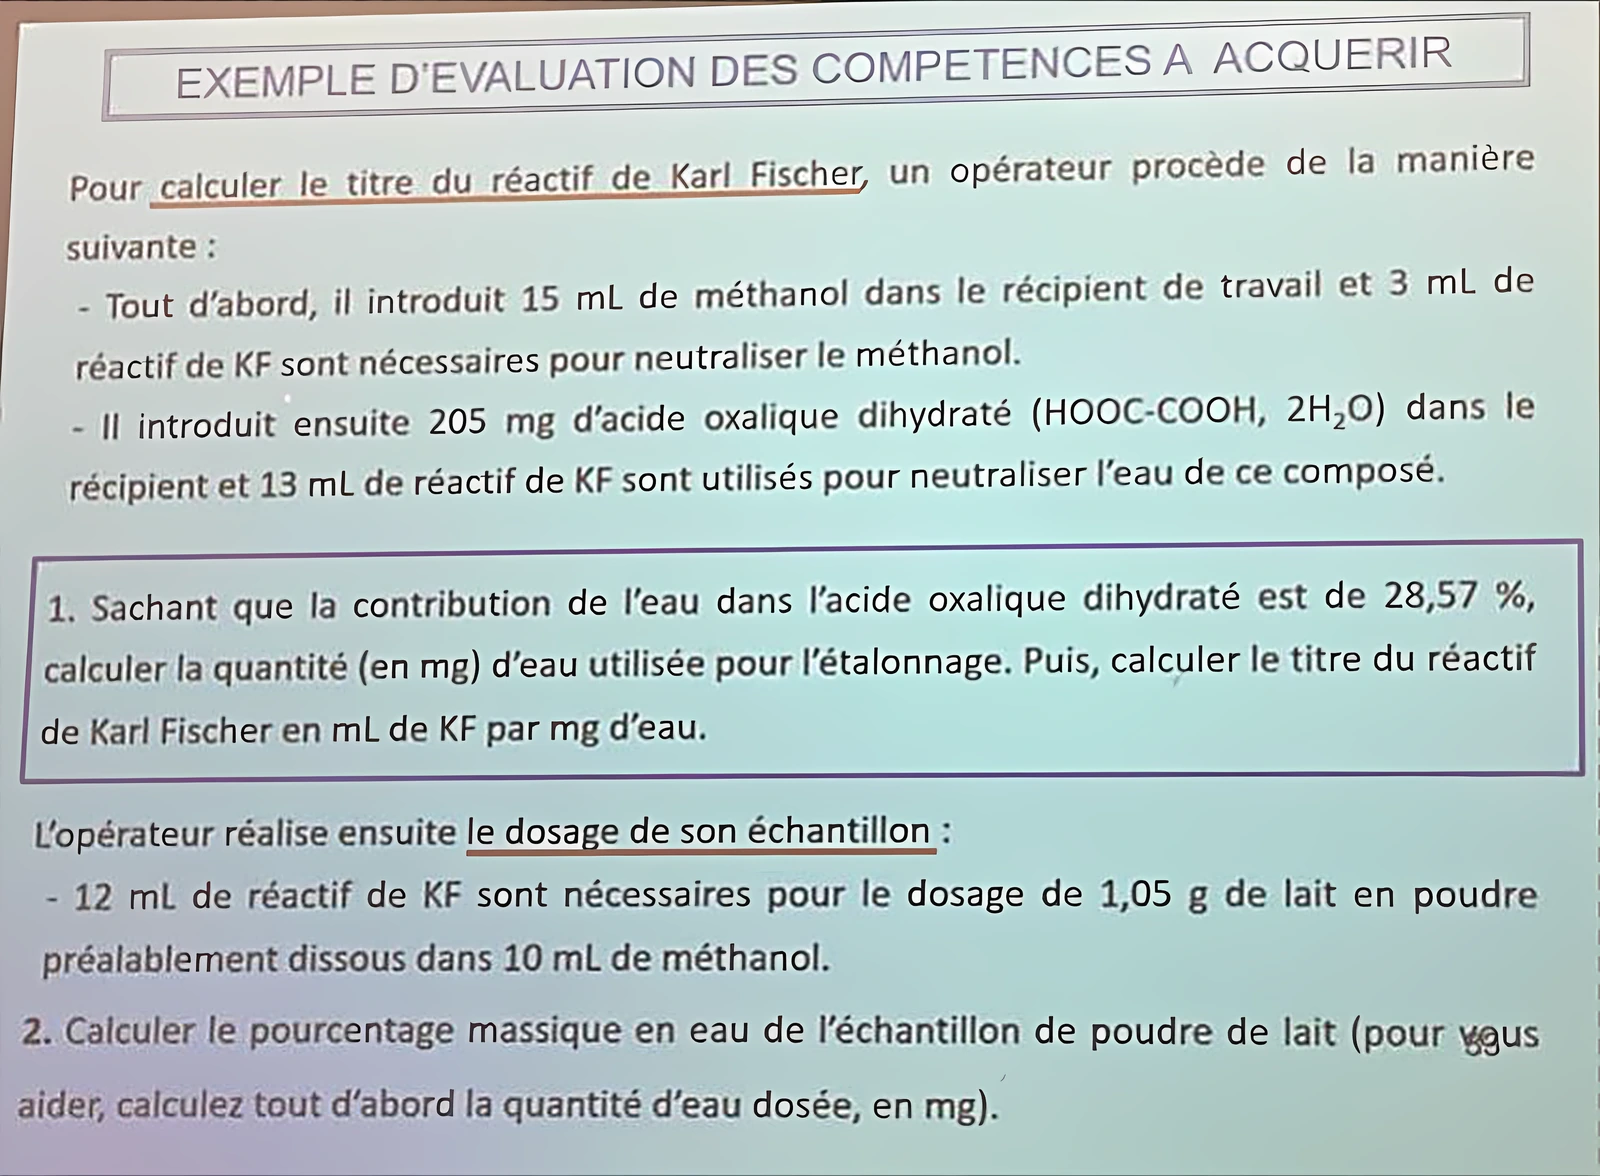 EXEMPLE D'EVALUATION DES COMPETENCES A ACQUERIR
Pour calculer le titre du réactif de Karl Fischer, un opérateur procède de la manière
suivante :
- Tout d'abord, il introduit 15 mL de méthanol dans le récipient de travail et 3 mL de
réactif de KF sont nécessaires pour neutraliser le méthanol.
- Il introduit ensuite 205 mg d'acide oxalique dihydraté (HOOC-COOH, 2H₂O) dans le
récipient et 13 mL de réactif de KF sont utilisés pour neutraliser l'eau de ce composé.
1. Sachant que la contribution de l'eau dans l'acide oxalique dihydraté est de 28,57 %,
calculer la quantité (en mg) d'eau utilisée pour l'étalonnage. Puis, calculer le titre du réactif
de Karl Fischer en mL de KF par mg d'eau.
L'opérateur réalise ensuite le dosage de son échantillon :
- 12 mL de réactif de KF sont nécessaires pour le dosage de 1,05 g de lait en poudre
préalablement dissous dans 10 mL de méthanol.
2. Calculer le pourcentage massique en eau de l'échantillon de poudre de lait (pour
aider, calculez tout d'abord la quantité d'eau dosée, en mg).